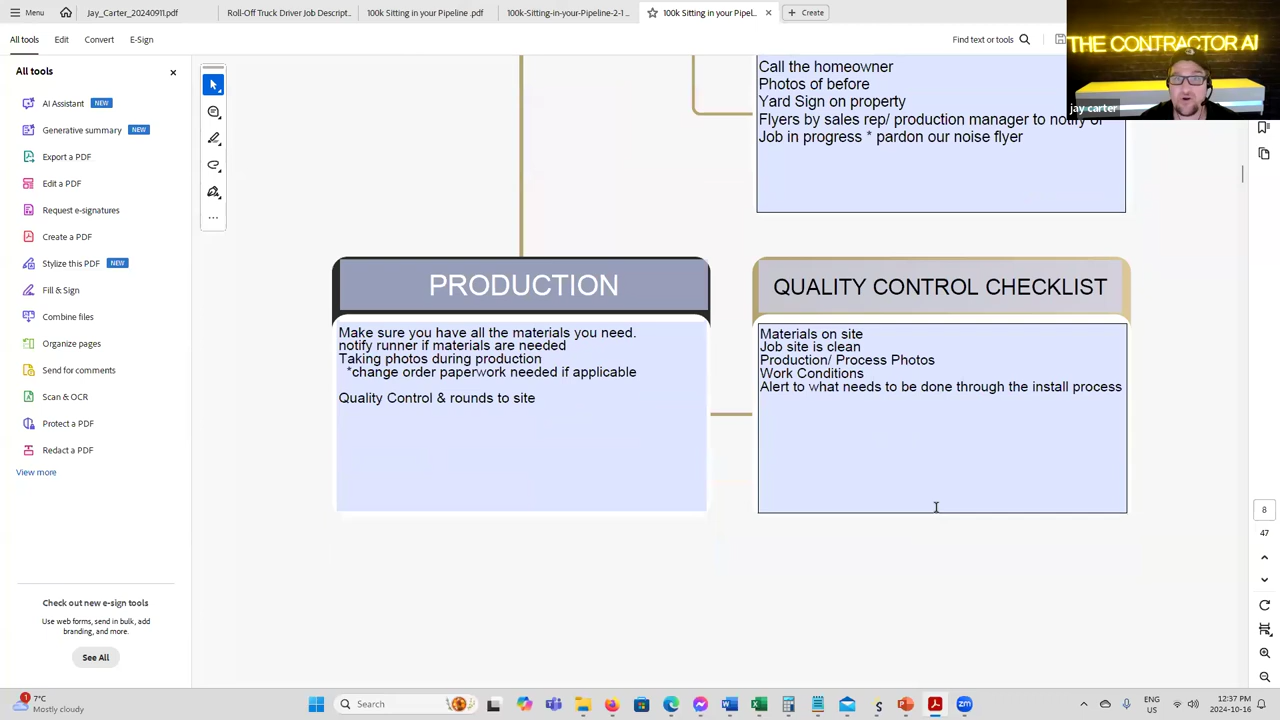 Menu
Jay_Carter_20240911.pdf
Roll-Off Truck Driver Job Descript...
100k Sitting in your Pipeline .pdf
100k-Sitting-in-your-Pipeline-2-1 ...
100k Sitting in your Pipel...
Create
All tools
Edit
Convert
E-Sign
Find text or tools
THE CONTRACTOR AI
jay carter
All tools
AI Assistant NEW
Generative summary NEW
Export a PDF
Edit a PDF
Request e-signatures
Create a PDF
Stylize this PDF NEW
Fill & Sign
Combine files
Organize pages
Send for comments
Scan & OCR
Protect a PDF
Redact a PDF
View more
Check out new e-sign tools
Use web forms, send in bulk, add
branding, and more.
See All
Call the homeowner
Photos of before
Yard Sign on property
Flyers by sales rep/ production manager to notify of
Job in progress * pardon our noise flyer
PRODUCTION
Make sure you have all the materials you need.
notify runner if materials are needed
Taking photos during production
*change order paperwork needed if applicable
Quality Control & rounds to site
QUALITY CONTROL CHECKLIST
Materials on site
Job site is clean
Production/ Process Photos
Work Conditions
Alert to what needs to be done through the install process
8
47
1
7°C
Mostly cloudy
Search
ENG
US
12:37 PM
2024-10-16